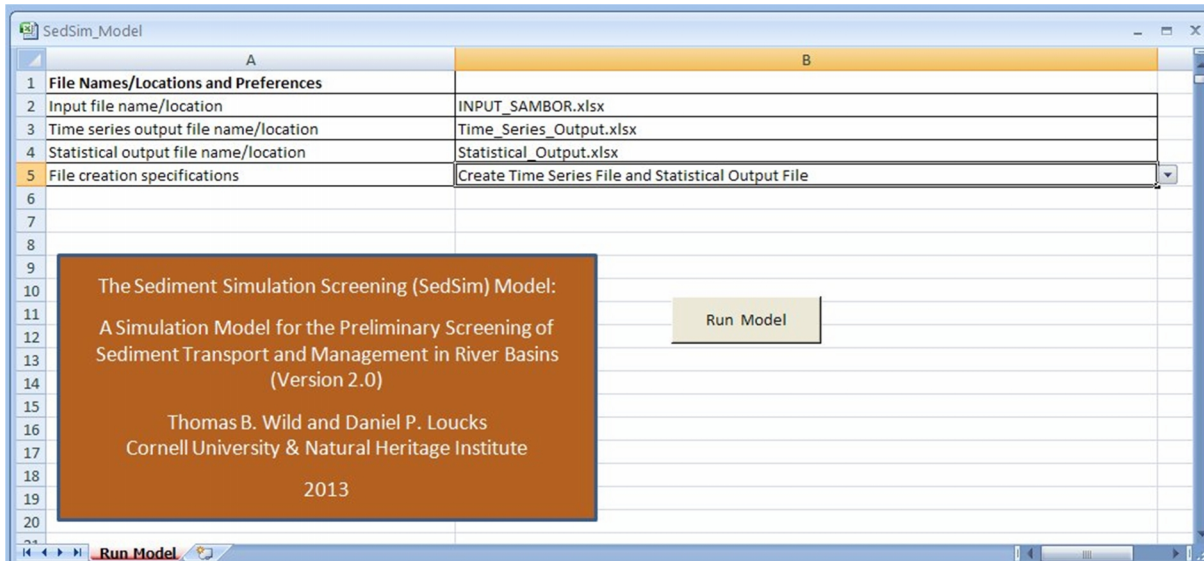 SedSim_Model
A B
1 File Names/Locations and Preferences
2 Input file name/location INPUT_SAMBOR.xlsx
3 Time series output file name/location Time_Series_Output.xlsx
4 Statistical output file name/location Statistical_Output.xlsx
5 File creation specifications Create Time Series File and Statistical Output File
6
7
8
9
10
11
12
13
14
15
16
17
18
19
20
The Sediment Simulation Screening (SedSim) Model:
A Simulation Model for the Preliminary Screening of
Sediment Transport and Management in River Basins
(Version 2.0)
Thomas B. Wild and Daniel P. Loucks
Cornell University & Natural Heritage Institute
2013
Run Model
Run Model